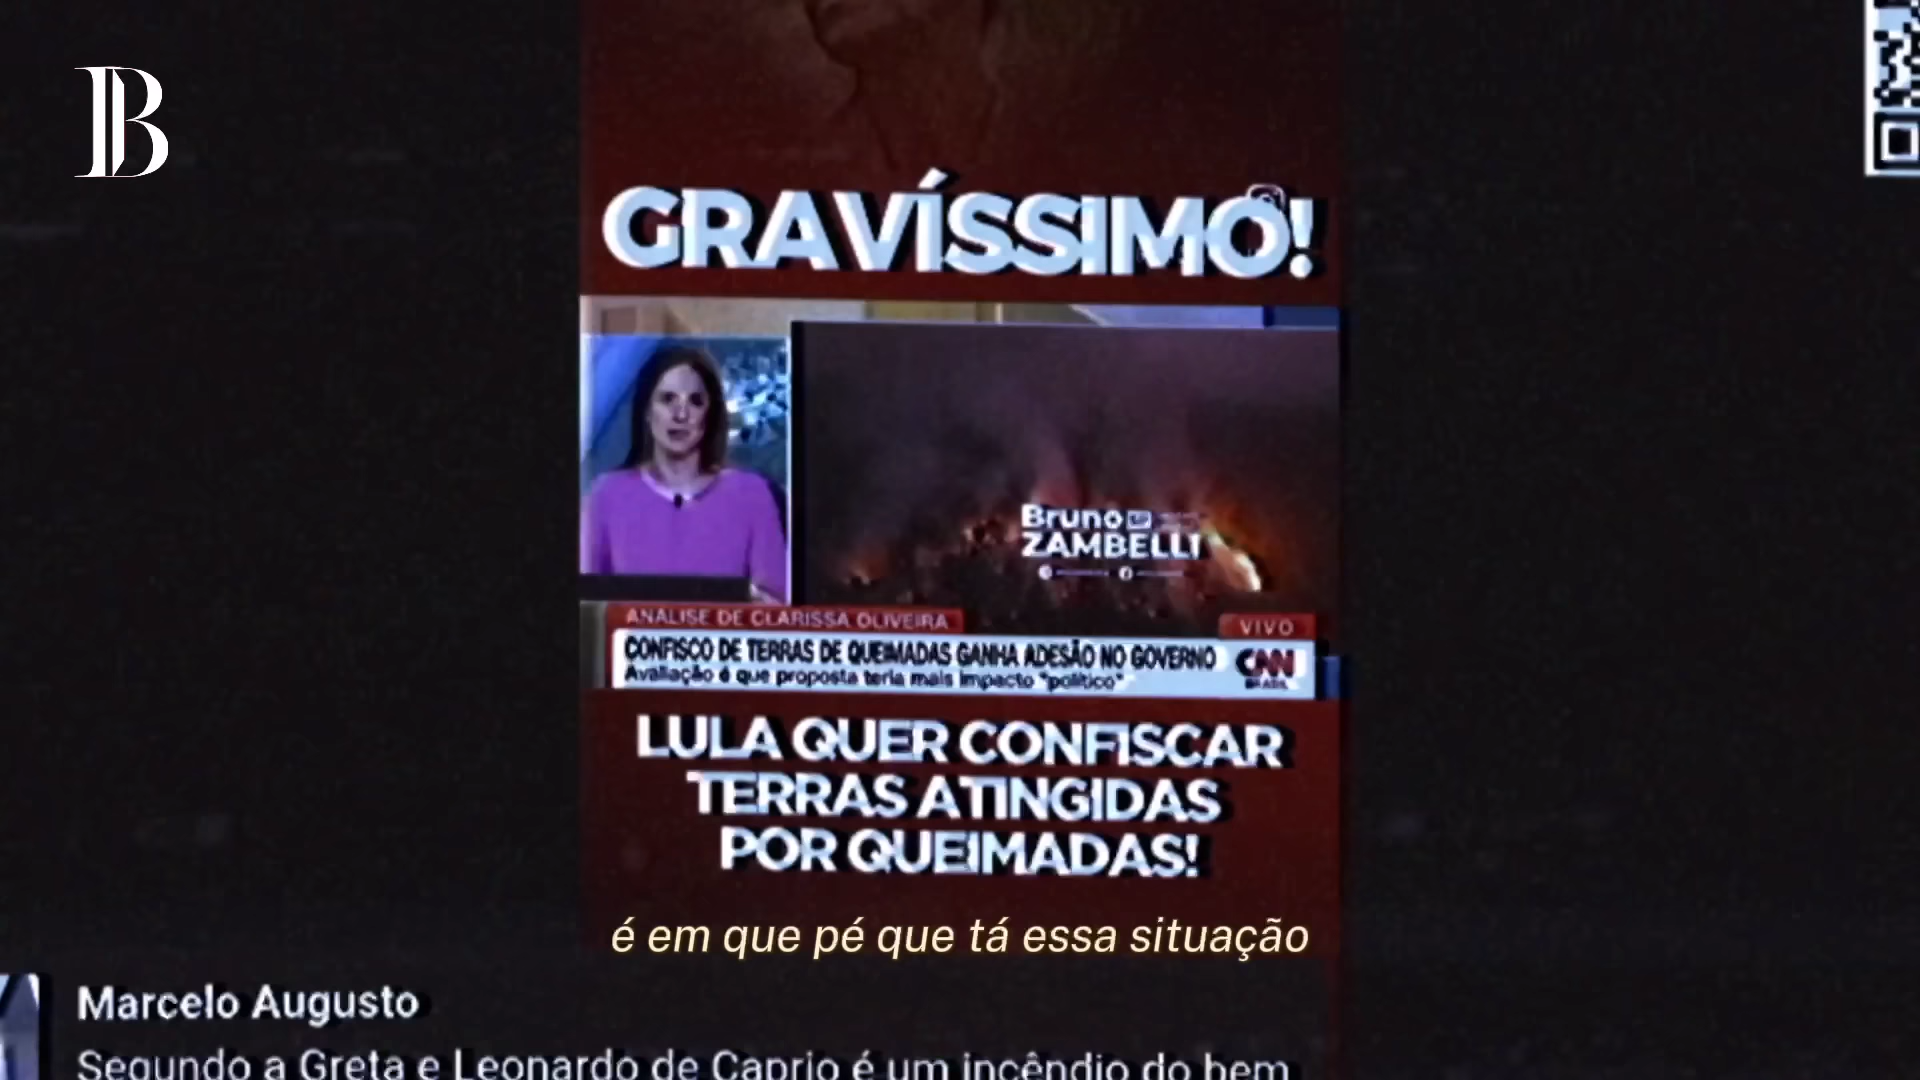 B
GRAVÍSSIMO!
Bruno
ZAMBELLI
ANÁLISE DE CLARISSA OLIVEIRA
VIVO
CONFISCO DE TERRAS DE QUEIMADAS GANHA ADESÃO NO GOVERNO
Avaliação é que proposta teria mais impacto "político"
CNN
BRASIL
LULA QUER CONFISCAR
TERRAS ATINGIDAS
POR QUEIMADAS!
é em que pé que tá essa situação
Marcelo Augusto
Segundo a Greta e Leonardo de Caprio é um incêndio do bem